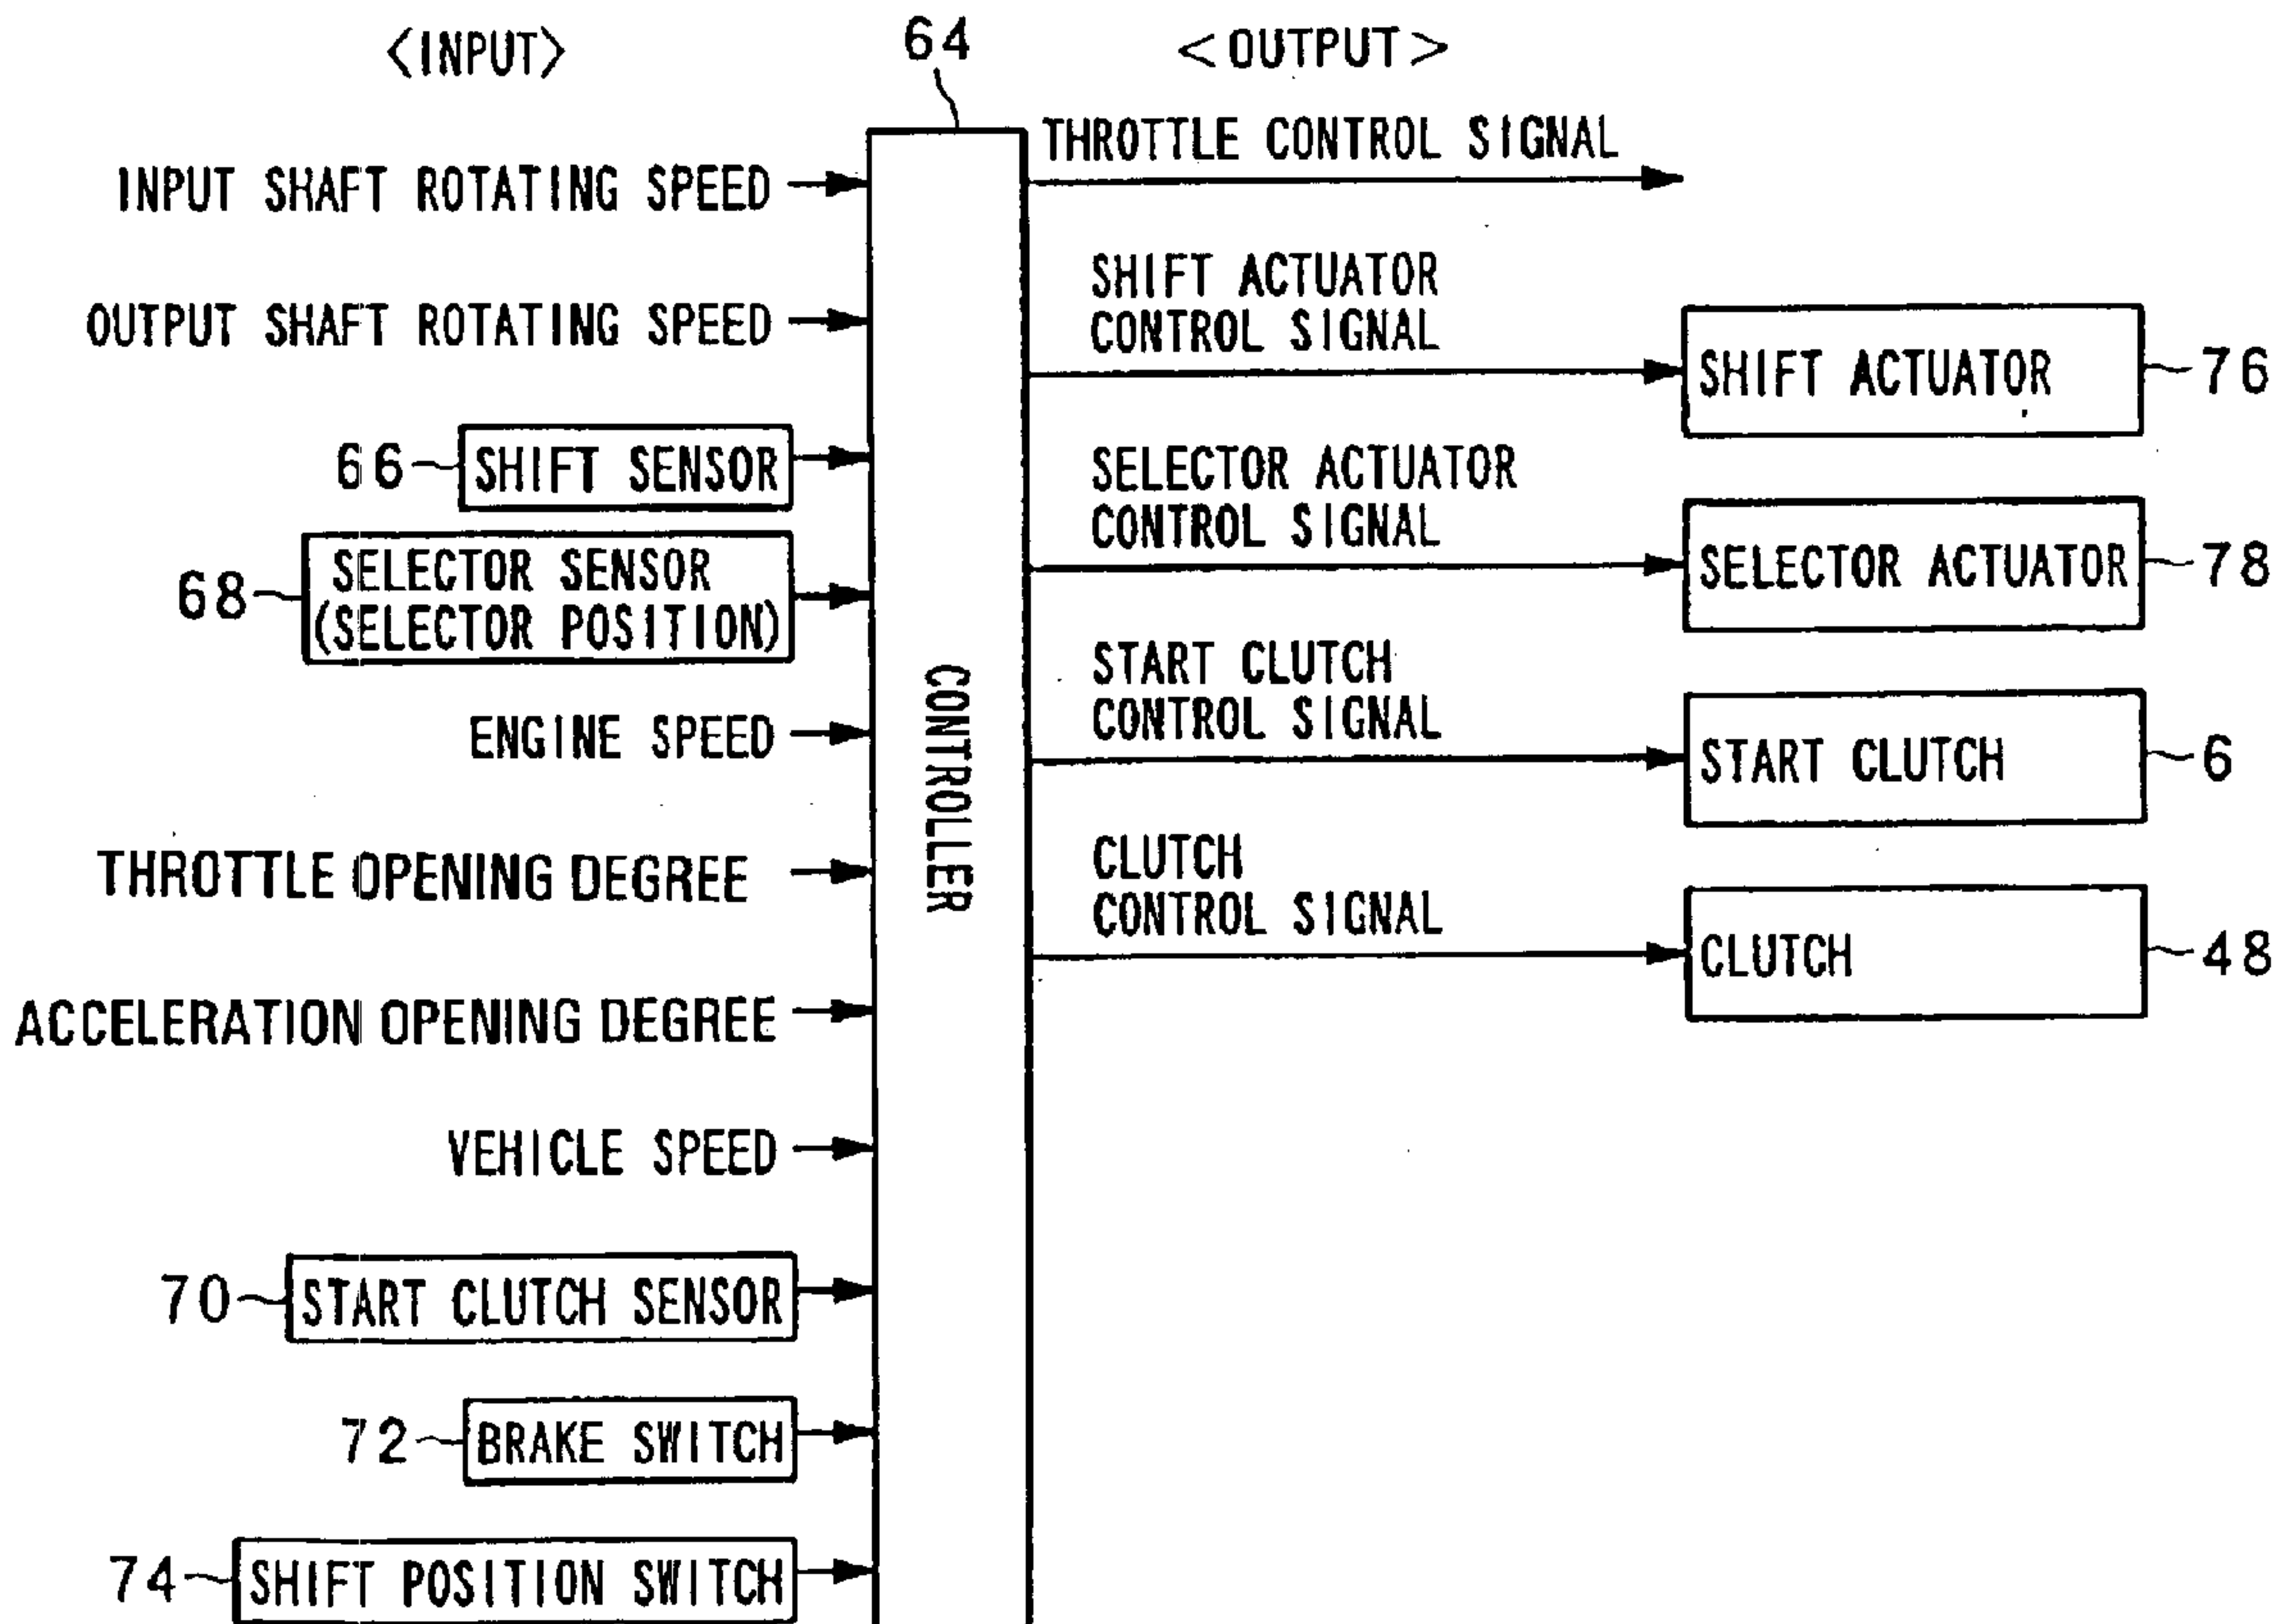 <INPUT>
64
<OUTPUT>
INPUT SHAFT ROTATING SPEED
OUTPUT SHAFT ROTATING SPEED
66
SHIFT SENSOR
68
SELECTOR SENSOR
(SELECTOR POSITION)
ENGINE SPEED
THROTTLE OPENING DEGREE
ACCELERATION OPENING DEGREE
VEHICLE SPEED
70
START CLUTCH SENSOR
72
BRAKE SWITCH
74
SHIFT POSITION SWITCH
CONTROLLER
THROTTLE CONTROL SIGNAL
SHIFT ACTUATOR
CONTROL SIGNAL
SHIFT ACTUATOR
76
SELECTOR ACTUATOR
CONTROL SIGNAL
SELECTOR ACTUATOR
78
START CLUTCH
CONTROL SIGNAL
START CLUTCH
6
CLUTCH
CONTROL SIGNAL
CLUTCH
48